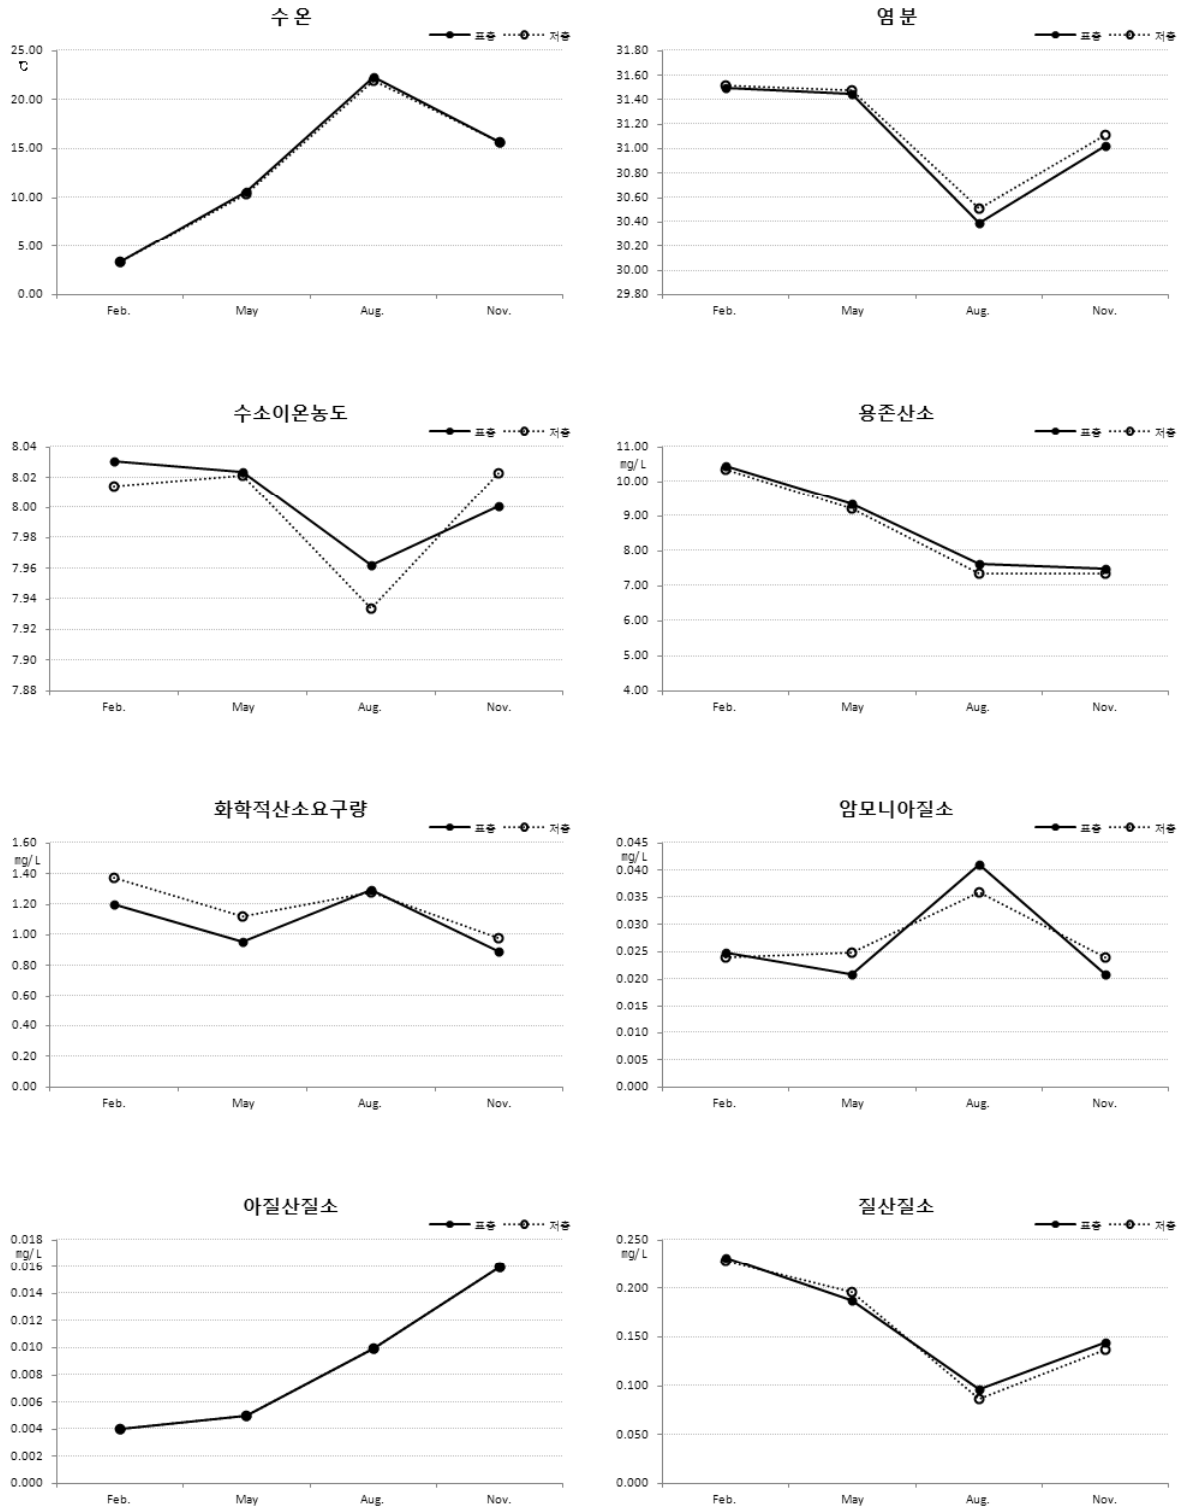 수 온
표층 저층
25.00
℃
20.00
15.00
10.00
5.00
0.00
Feb. May Aug. Nov.
염 분
표층 저층
31.80
31.60
31.40
31.20
31.00
30.80
30.60
30.40
30.20
30.00
29.80
Feb. May Aug. Nov.
수소이온농도
표층 저층
8.04
8.02
8.00
7.98
7.96
7.94
7.92
7.90
7.88
Feb. May Aug. Nov.
용존산소
표층 저층
11.00
mg/L
10.00
9.00
8.00
7.00
6.00
5.00
4.00
Feb. May Aug. Nov.
화학적산소요구량
표층 저층
1.60
mg/L
1.40
1.20
1.00
0.80
0.60
0.40
0.20
0.00
Feb. May Aug. Nov.
암모니아질소
표층 저층
0.045
mg/L
0.040
0.035
0.030
0.025
0.020
0.015
0.010
0.005
0.000
Feb. May Aug. Nov.
아질산질소
표층 저층
0.018
mg/L
0.016
0.014
0.012
0.010
0.008
0.006
0.004
0.002
0.000
Feb. May Aug. Nov.
질산질소
표층 저층
0.250
mg/L
0.200
0.150
0.100
0.050
0.000
Feb. May Aug. Nov.